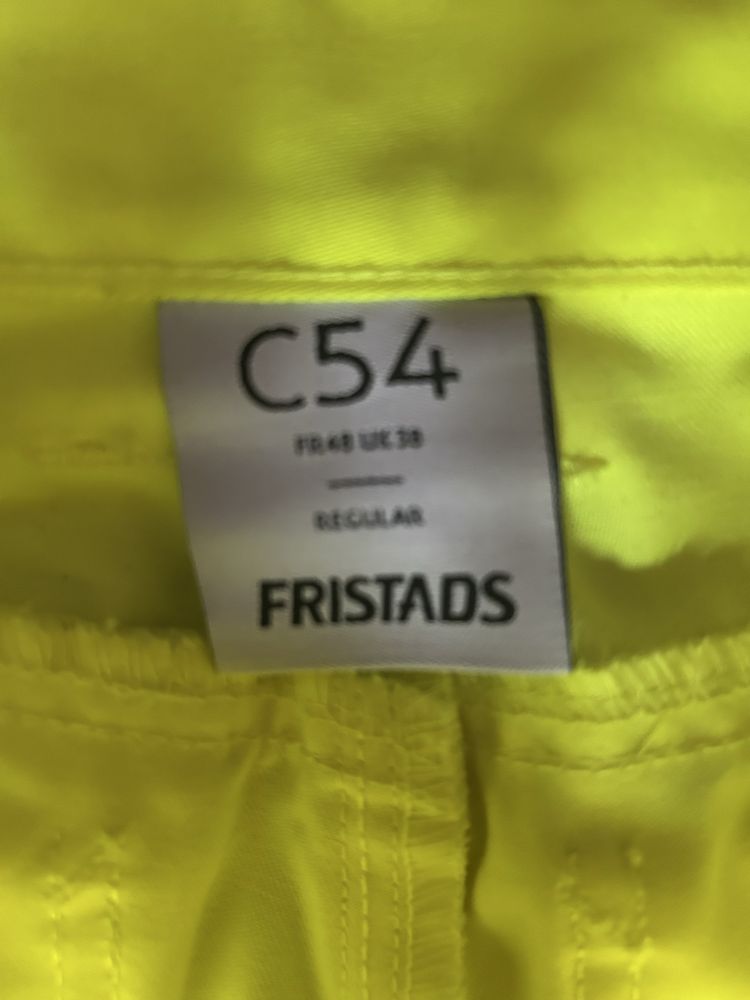 C54
FR48 UK38
REGULAR
FRISTADS